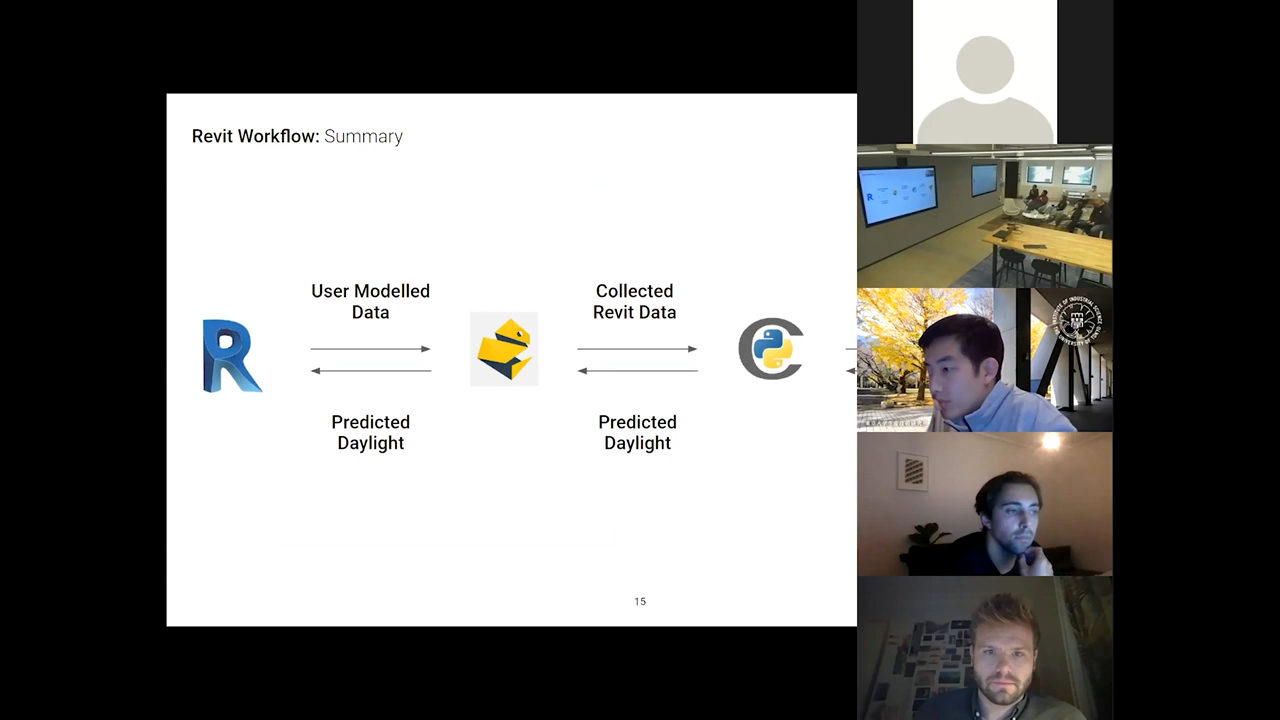 Revit Workflow: Summary
User Modelled
Data
Collected
Revit Data
Predicted
Daylight
Predicted
Daylight
15